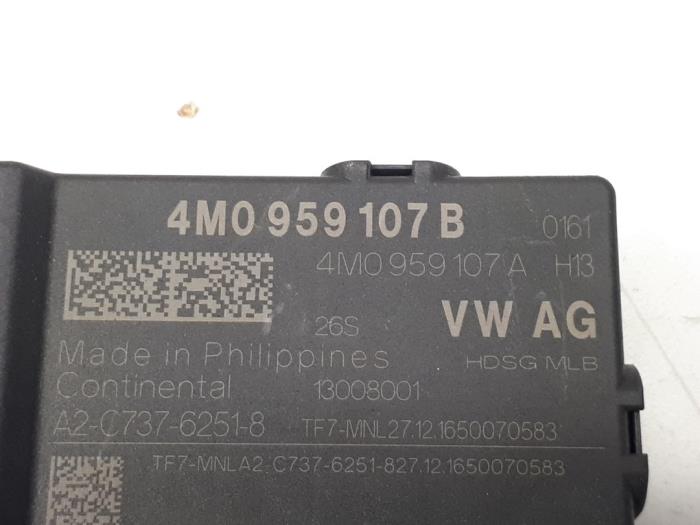 4M0 959 107 B 0161
4M0 959 107 A H13
26S VW AG
Made in Philippines HDSG MLB
Continental 13008001
A2-C737-6251-8 TF7-MNL27.12.1650070583
TF7-MNLA2 C737-6251-827.12.1650070583